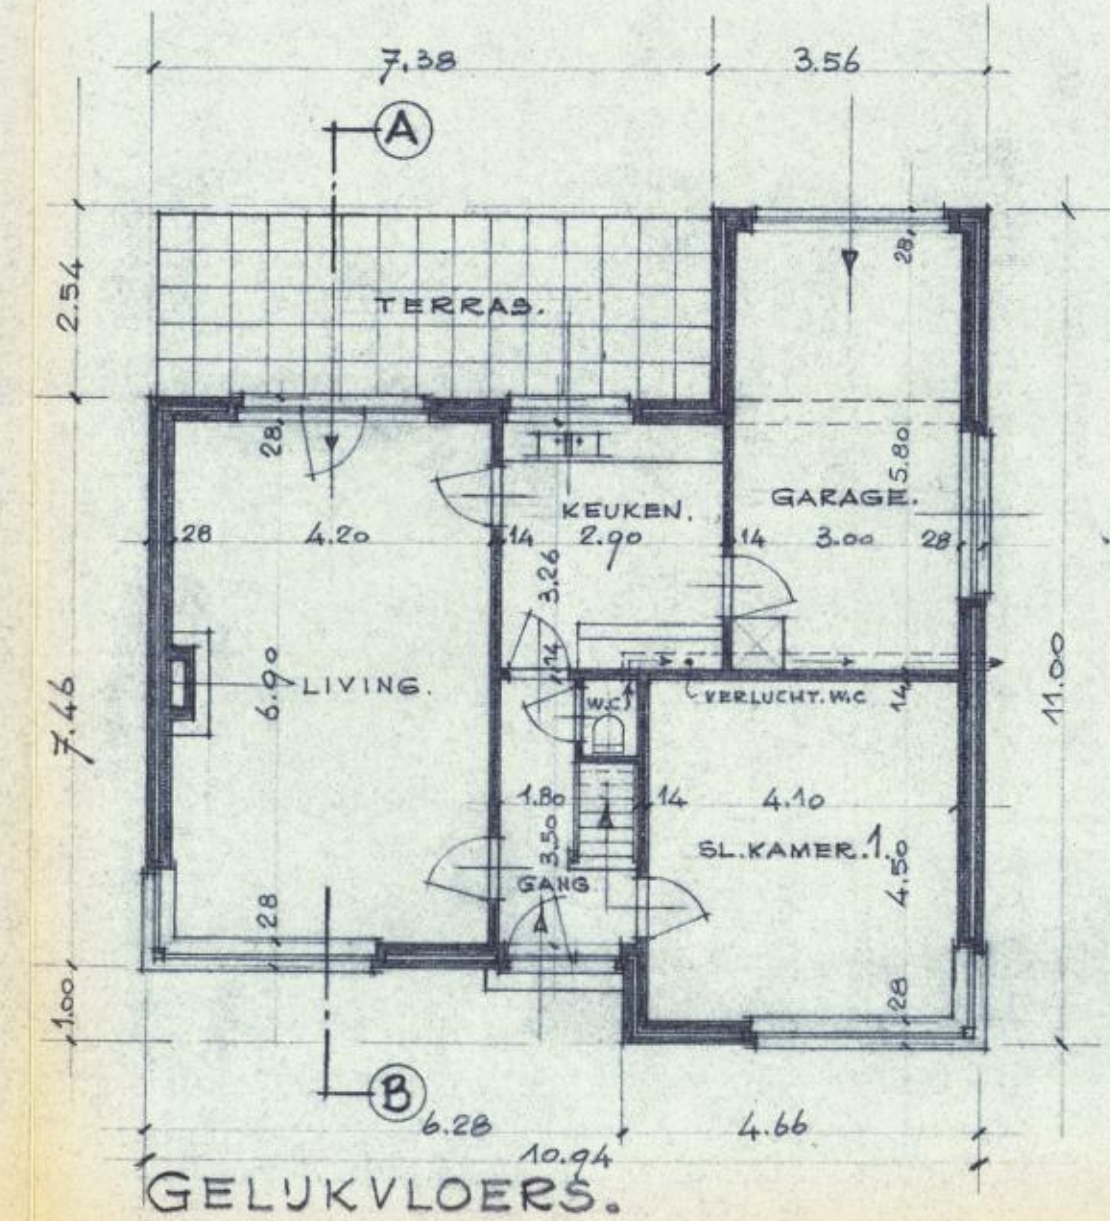 7.38
3.56
A
2.54
TERRAS.
28
28
5.80
KEUKEN.
GARAGE.
28
4.20
14
2.90
14
3.00
28
3.26
14
6.90
LIVING.
W.C
VERLUCHT.W.C
14
11.00
7.46
1.80
14
4.10
3.50
SL.KAMER.1.
4.50
GANG
28
28
1.00
B
6.28
4.66
10.94
GELIJKVLOERS.